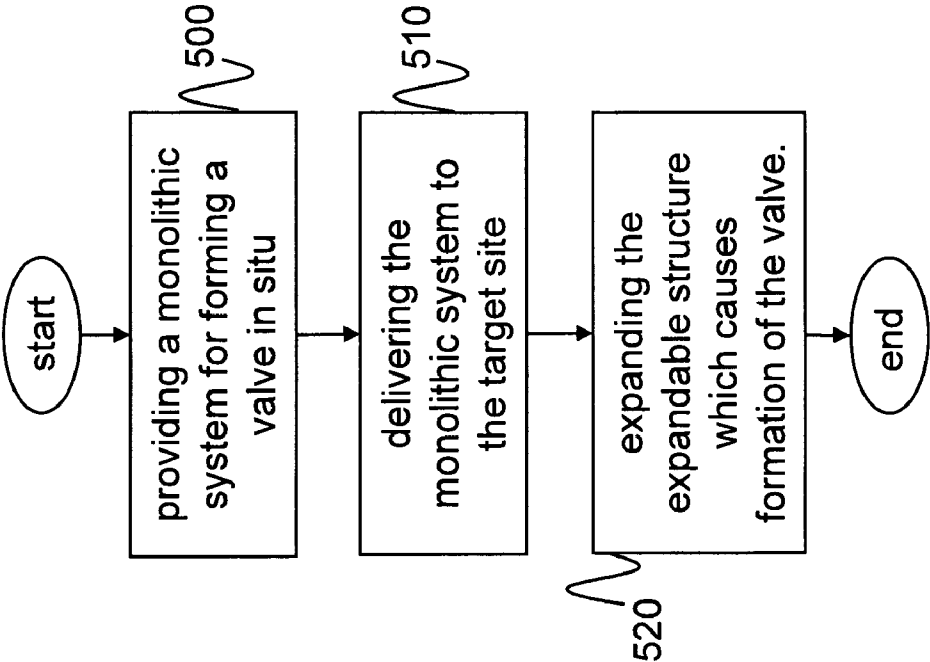 start
500
providing a monolithic
system for forming a
valve in situ
510
delivering the
monolithic system to
the target site
expanding the
expandable structure
which causes
formation of the valve.
520
end